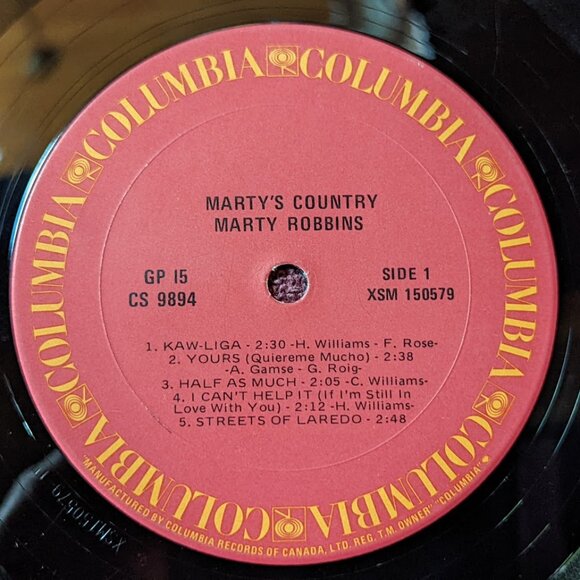 COLUMBIA COLUMBIA COLUMBIA COLUMBIA COLUMBIA COLUMBIA
MARTY'S COUNTRY
MARTY ROBBINS
GP 15
CS 9894
SIDE 1
XSM 150579
1. KAW-LIGA - 2:30 -H. Williams - F. Rose-
2. YOURS (Quiereme Mucho) - 2:38
-A. Gamse - G. Roig-
3. HALF AS MUCH - 2:05 -C. Williams-
4. I CAN'T HELP IT (If I'm Still In
Love With You) - 2:12 -H. Williams-
5. STREETS OF LAREDO - 2:48
"MANUFACTURED BY COLUMBIA RECORDS OF CANADA, LTD. REG. T.M. OWNER" "COLUMBIA"